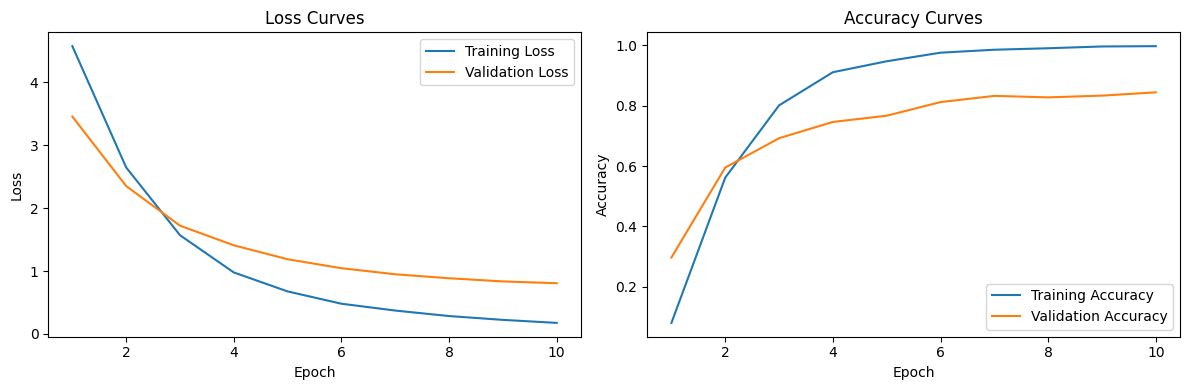 Loss Curves
Training Loss
Validation Loss
4
3
2
1
0
Loss
2
4
6
8
10
Epoch
Accuracy Curves
1.0
0.8
0.6
0.4
0.2
Accuracy
Training Accuracy
Validation Accuracy
2
4
6
8
10
Epoch